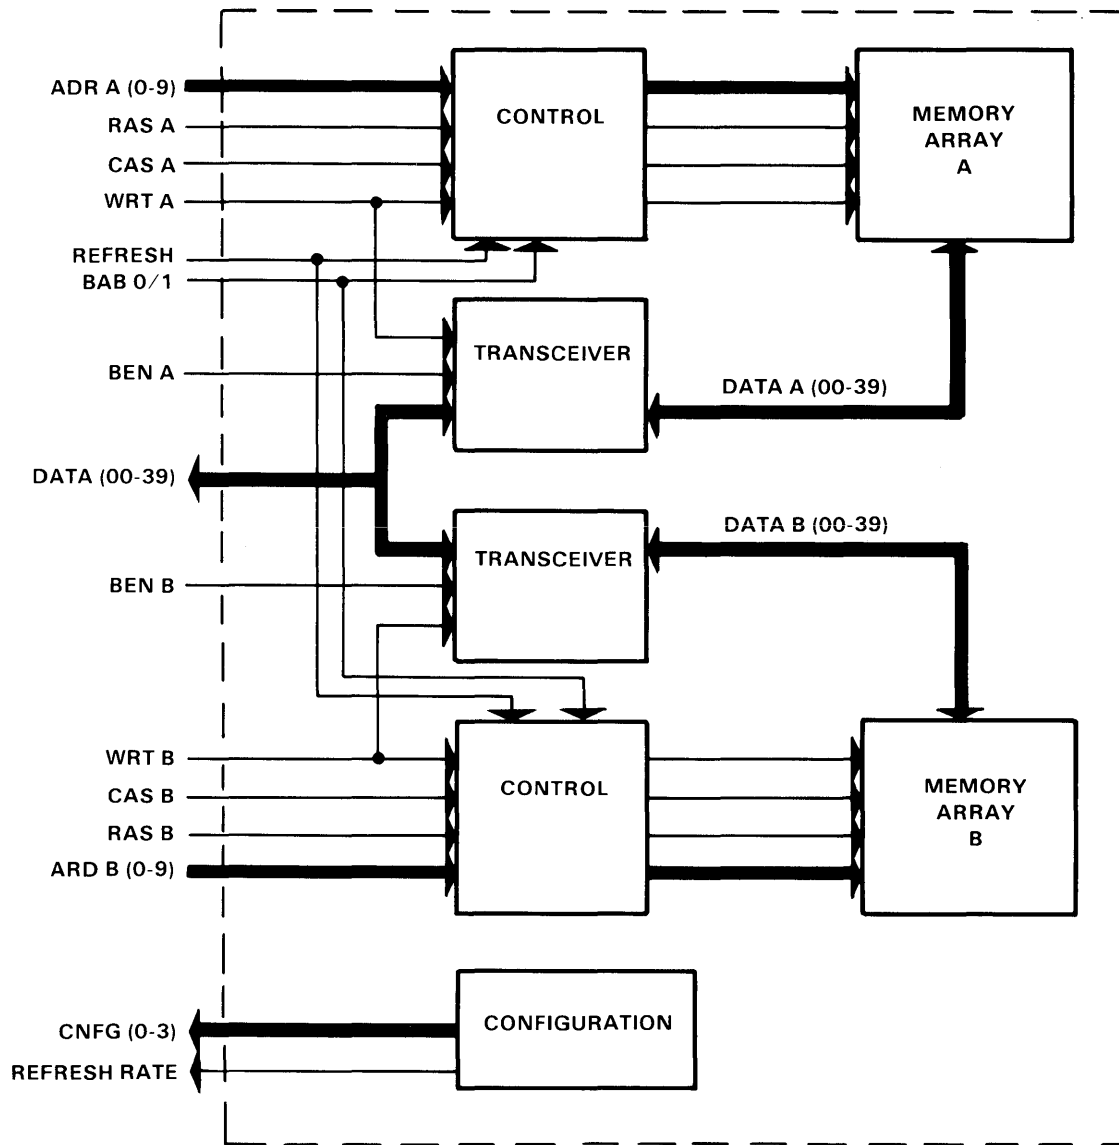 ADR A (0-9)
RAS A
CAS A
WRT A
REFRESH
BAB 0/1
BEN A
DATA (00-39)
BEN B
WRT B
CAS B
RAS B
ARD B (0-9)
CNFG (0-3)
REFRESH RATE
CONTROL
MEMORY
ARRAY
A
TRANSCEIVER
DATA A (00-39)
TRANSCEIVER
DATA B (00-39)
CONTROL
MEMORY
ARRAY
B
CONFIGURATION